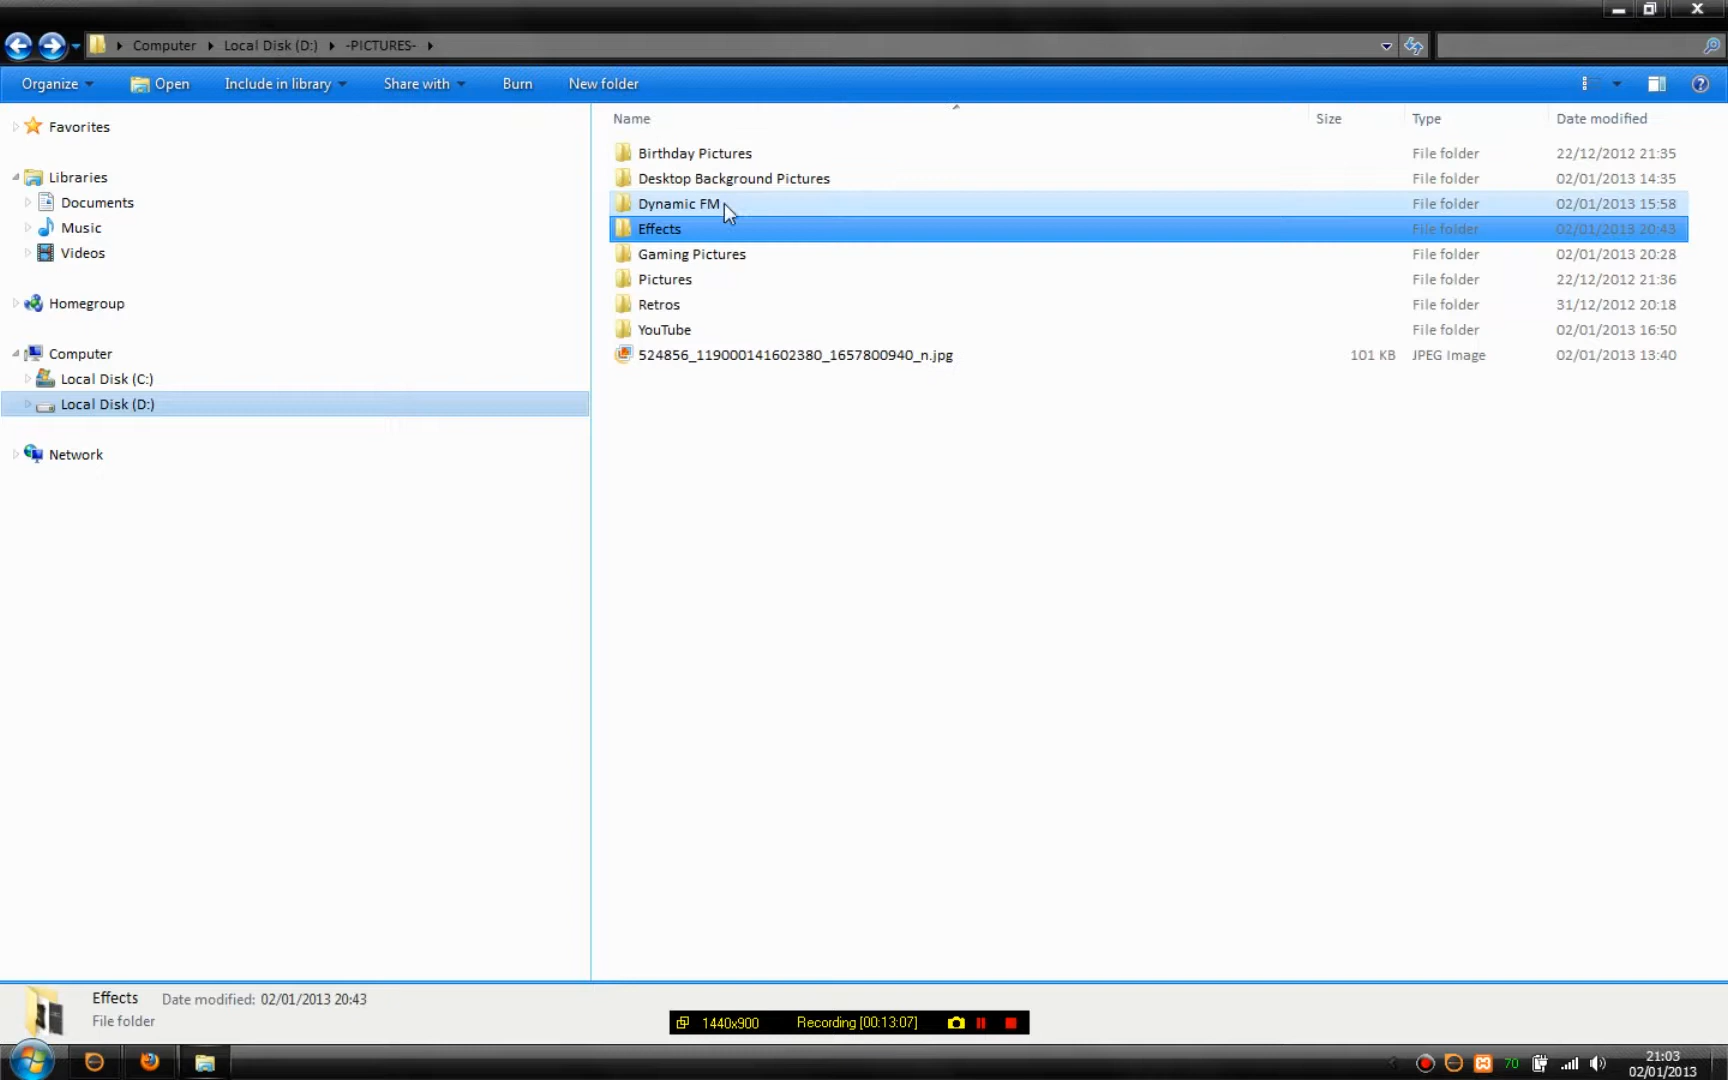 Computer Local Disk (D:) -PICTURES-
Organize Open Include in library Share with Burn New folder
Favorites
Libraries
Documents
Music
Videos
Homegroup
Computer
Local Disk (C:)
Local Disk (D:)
Network
Name Size Type Date modified
Birthday Pictures File folder 22/12/2012 21:35
Desktop Background Pictures File folder 02/01/2013 14:35
Dynamic FM File folder 02/01/2013 15:58
Effects File folder 02/01/2013 20:43
Gaming Pictures File folder 02/01/2013 20:28
Pictures File folder 22/12/2012 21:36
Retros File folder 31/12/2012 20:18
YouTube File folder 02/01/2013 16:50
524856_119000141602380_1657800940_n.jpg 101 KB JPEG Image 02/01/2013 13:40
Effects Date modified: 02/01/2013 20:43
File folder
1440x900 Recording [00:13:07]
70
21:03
02/01/2013